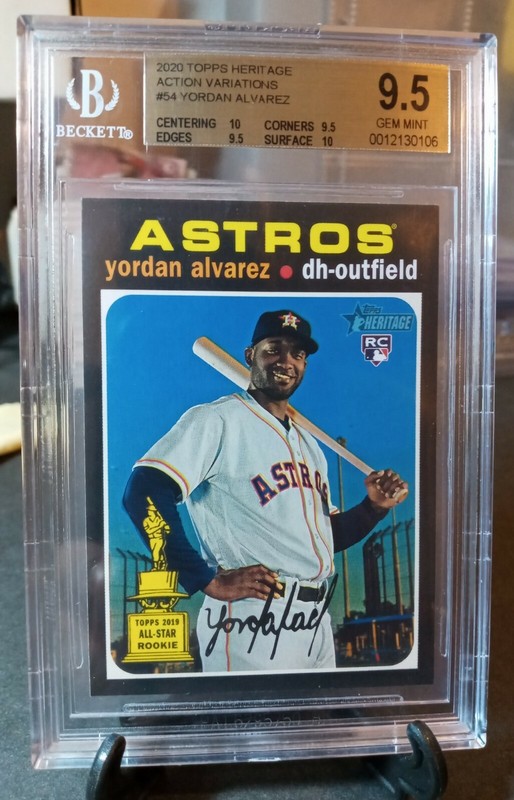 2020 TOPPS HERITAGE
ACTION VARIATIONS
#54 YORDAN ALVAREZ
CENTERING 10 CORNERS 9.5
EDGES 9.5 SURFACE 10
9.5
GEM MINT
0012130106
B
BECKETT®
ASTROS®
yordan alvarez • dh-outfield
Topps
HERITAGE
RC
ASTROS
TOPPS 2019
ALL-STAR
ROOKIE